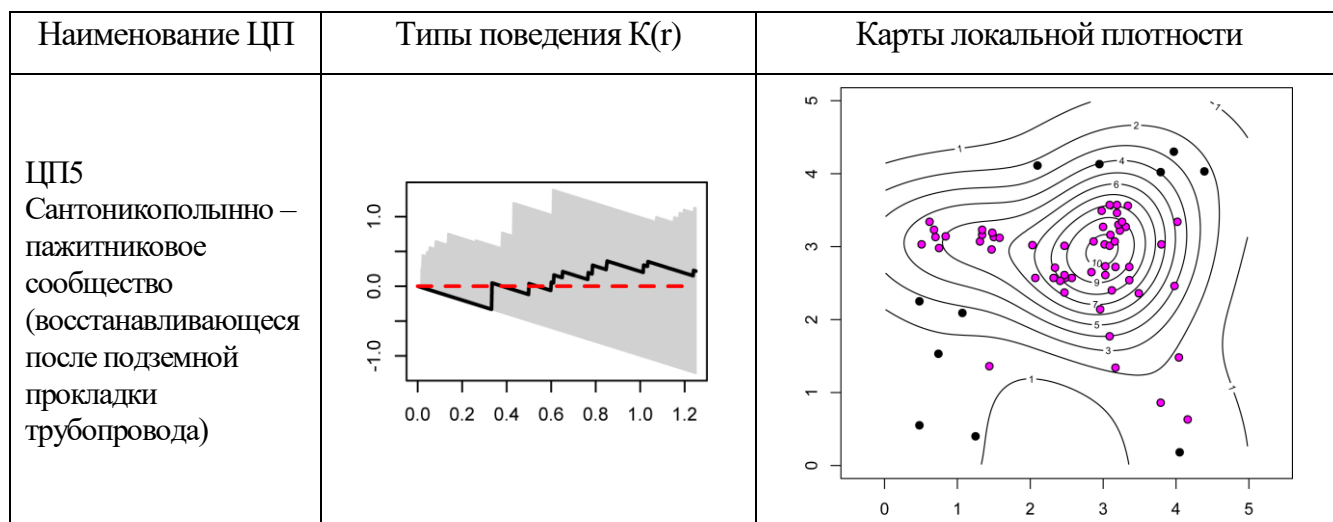 Наименование ЦП
Типы поведения K(r)
Карты локальной плотности
ЦП5
Сантоникополынно –
пажитниковое
сообщество
(восстанавливающееся
после подземной
прокладки
трубопровода)
1.0
0.0
-1.0
0.0 0.2 0.4 0.6 0.8 1.0 1.2
5
4
3
2
1
0
1
1
2
4
6
10
9
7
5
3
1
1
0 1 2 3 4 5